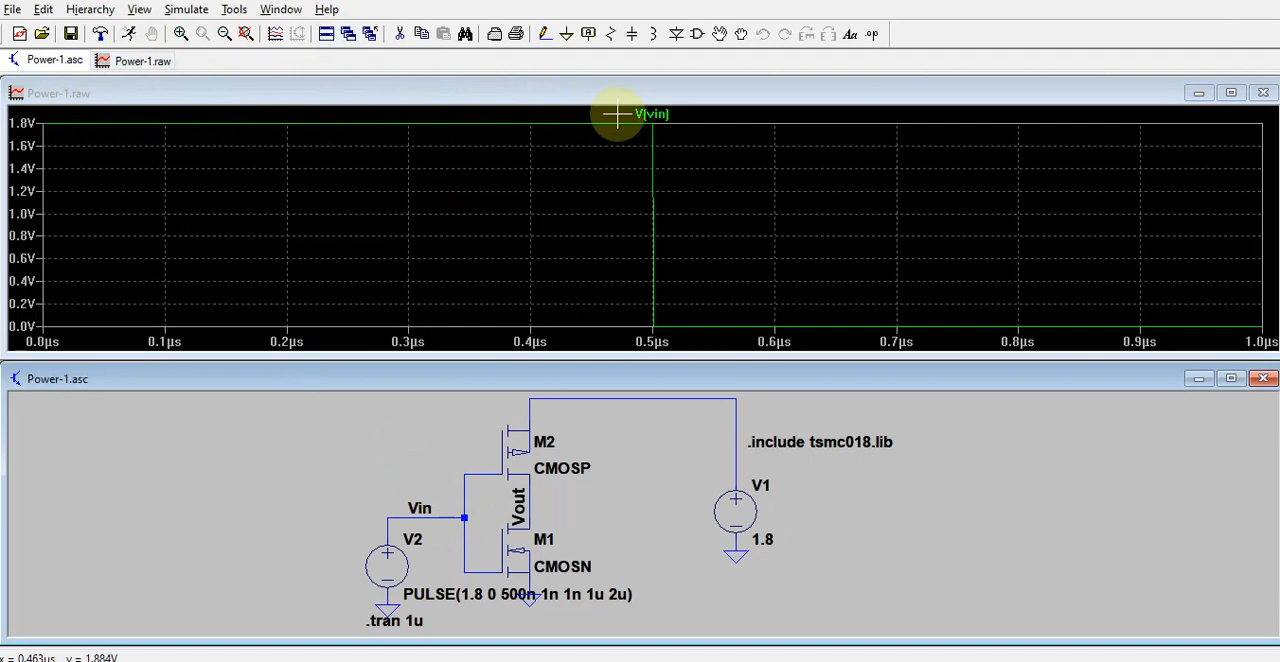 File Edit Hierarchy View Simulate Tools Window Help
Aa .op
Power-1.asc Power-1.raw
Power-1.raw
V(vin)
1.8V
1.6V
1.4V
1.2V
1.0V
0.8V
0.6V
0.4V
0.2V
0.0V
0.0µs 0.1µs 0.2µs 0.3µs 0.4µs 0.5µs 0.6µs 0.7µs 0.8µs 0.9µs 1.0µs
Power-1.asc
M2
.include tsmc018.lib
CMOSP
V1
Vin
Vout
V2
M1
1.8
CMOSN
PULSE(1.8 0 500n 1n 1n 1u 2u)
.tran 1u
x = 0.463µs y = 1.884V